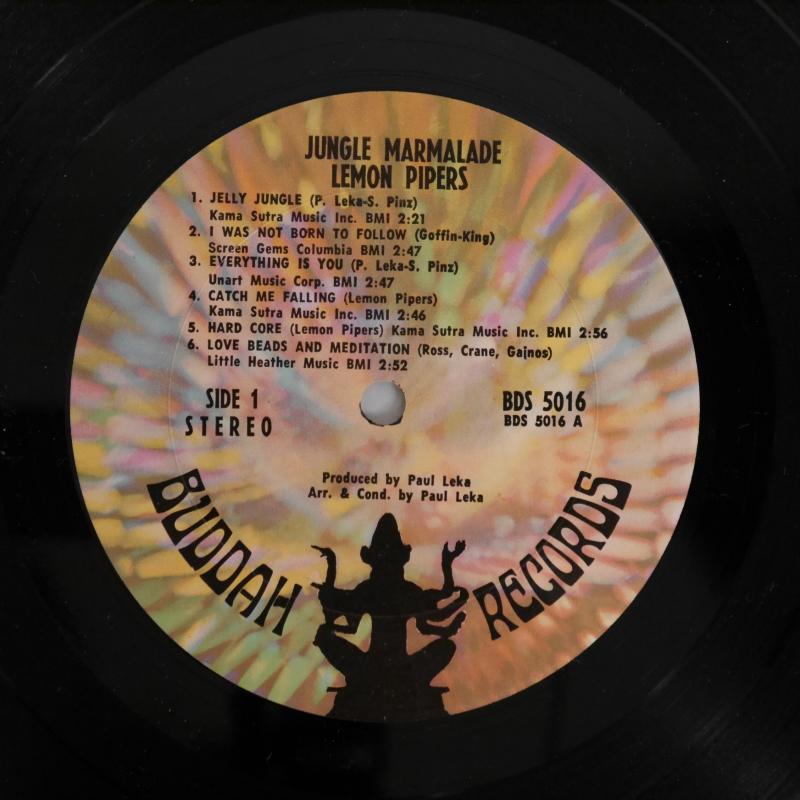 JUNGLE MARMALADE
LEMON PIPERS
1. JELLY JUNGLE (P. Leka-S. Pinz)
Kama Sutra Music Inc. BMI 2:21
2. I WAS NOT BORN TO FOLLOW (Goffin-King)
Screen Gems Columbia BMI 2:47
3. EVERYTHING IS YOU (P. Leka-S. Pinz)
Unart Music Corp. BMI 2:47
4. CATCH ME FALLING (Lemon Pipers)
Kama Sutra Music Inc. BMI 2:46
5. HARD CORE (Lemon Pipers) Kama Sutra Music Inc. BMI 2:56
6. LOVE BEADS AND MEDITATION (Ross, Crane, Gainos)
Little Heather Music BMI 2:52
SIDE 1
STEREO
BDS 5016
BDS 5016 A
Produced by Paul Leka
Arr. & Cond. by Paul Leka
BUDDAH RECORDS